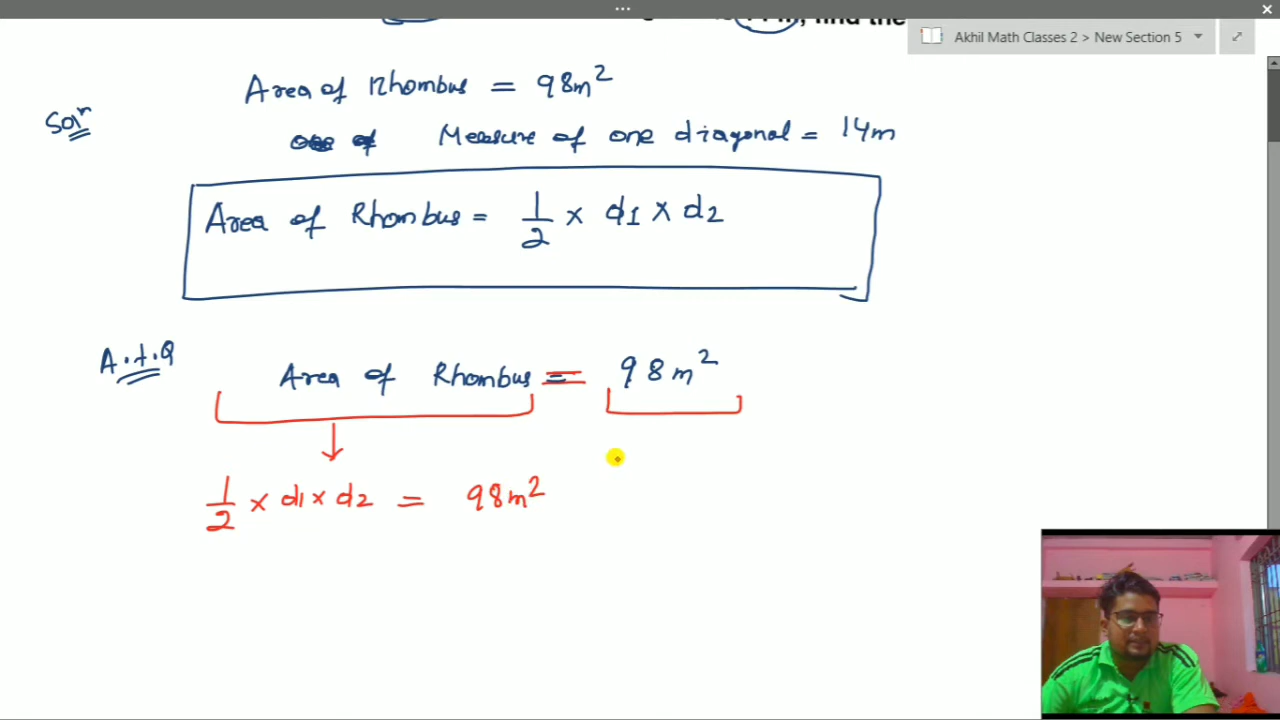 find the
Akhil Math Classes 2 > New Section 5
Area of Rhombus = 98m²
Solⁿ
Measure of one diagonal = 14m
Area of Rhombus = 1/2 × d1 × d2
A.t.Q
Area of Rhombus = 98m²
1/2 × d1 × d2 = 98m²